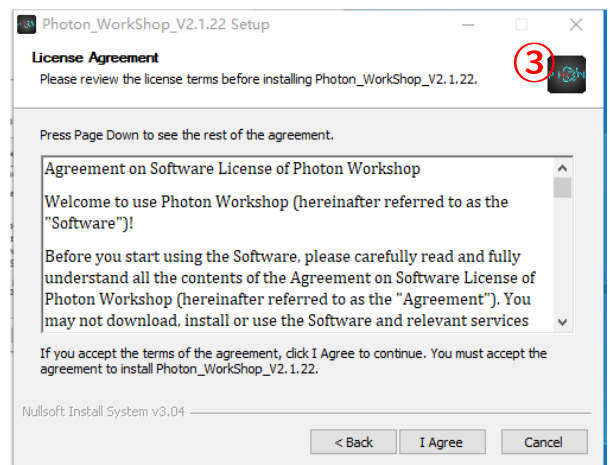 Photon_WorkShop_V2.1.22 Setup
License Agreement
Please review the license terms before installing Photon_WorkShop_V2.1.22.
③
Press Page Down to see the rest of the agreement.
Agreement on Software License of Photon Workshop
Welcome to use Photon Workshop (hereinafter referred to as the
"Software")!
Before you start using the Software, please carefully read and fully
understand all the contents of the Agreement on Software License of
Photon Workshop (hereinafter referred to as the "Agreement"). You
may not download, install or use the Software and relevant services
If you accept the terms of the agreement, click I Agree to continue. You must accept the
agreement to install Photon_WorkShop_V2.1.22.
Nullsoft Install System v3.04
< Back
I Agree
Cancel